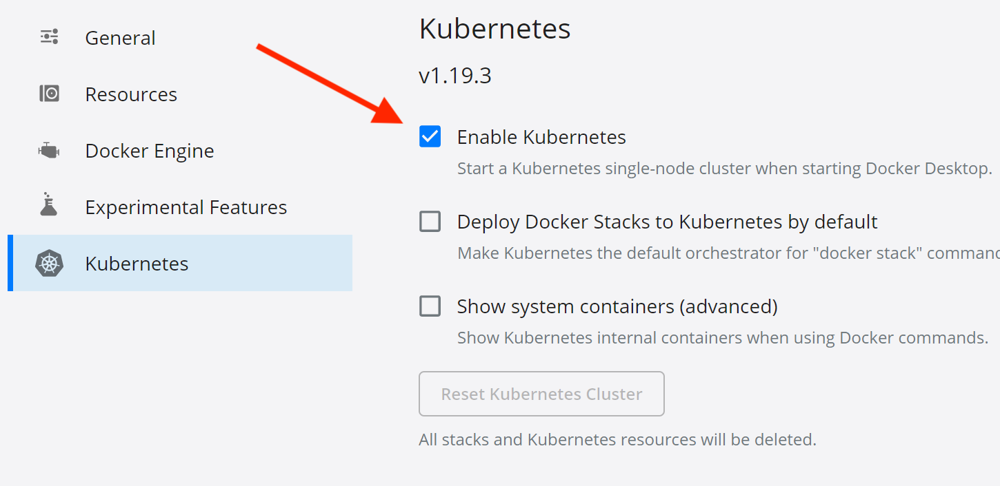 General
Resources
Docker Engine
Experimental Features
Kubernetes
Kubernetes
v1.19.3
Enable Kubernetes
Start a Kubernetes single-node cluster when starting Docker Desktop.
Deploy Docker Stacks to Kubernetes by default
Make Kubernetes the default orchestrator for "docker stack"
Show system containers (advanced)
Show Kubernetes internal containers when using Docker commands.
Reset Kubernetes Cluster
All stacks and Kubernetes resources will be deleted.